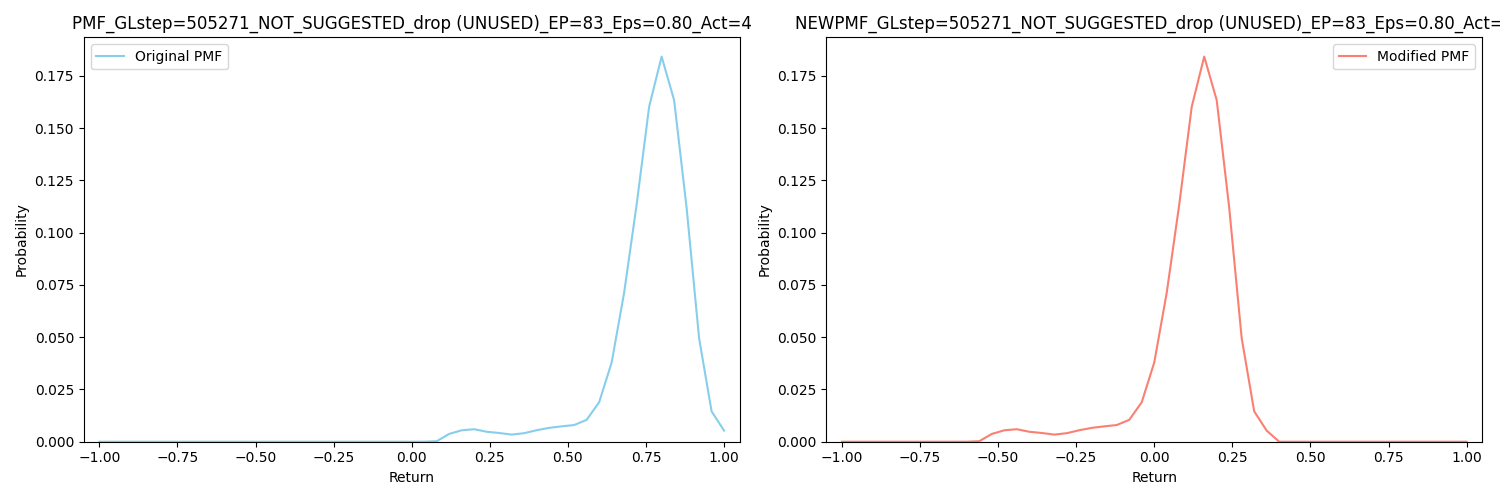 PMF_GLstep=505271_NOT_SUGGESTED_drop (UNUSED)_EP=83_Eps=0.80_Act=4
Original PMF
0.175
0.150
0.125
0.100
0.075
0.050
0.025
0.000
Probability
−1.00 −0.75 −0.50 −0.25 0.00 0.25 0.50 0.75 1.00
Return
NEWPMF_GLstep=505271_NOT_SUGGESTED_drop (UNUSED)_EP=83_Eps=0.80_Act=
Modified PMF
0.175
0.150
0.125
0.100
0.075
0.050
0.025
0.000
Probability
−1.00 −0.75 −0.50 −0.25 0.00 0.25 0.50 0.75 1.00
Return